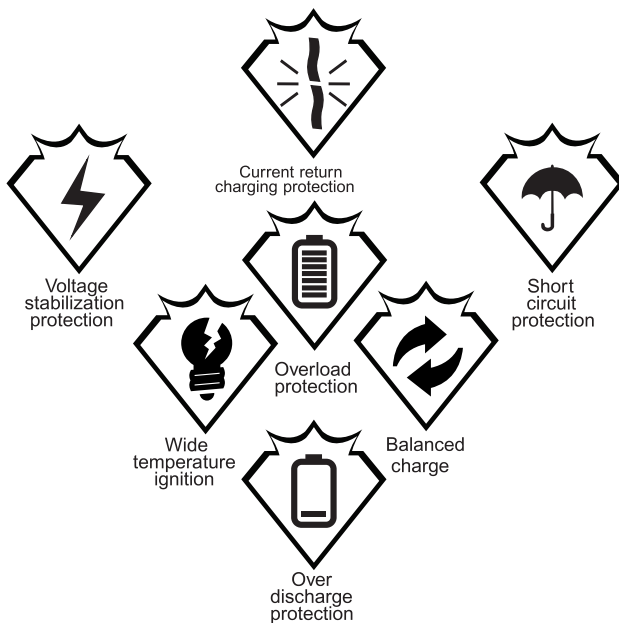 Current return
charging protection
Voltage
stabilization
protection
Short
circuit
protection
Overload
protection
Wide
temperature
ignition
Balanced
charge
Over
discharge
protection